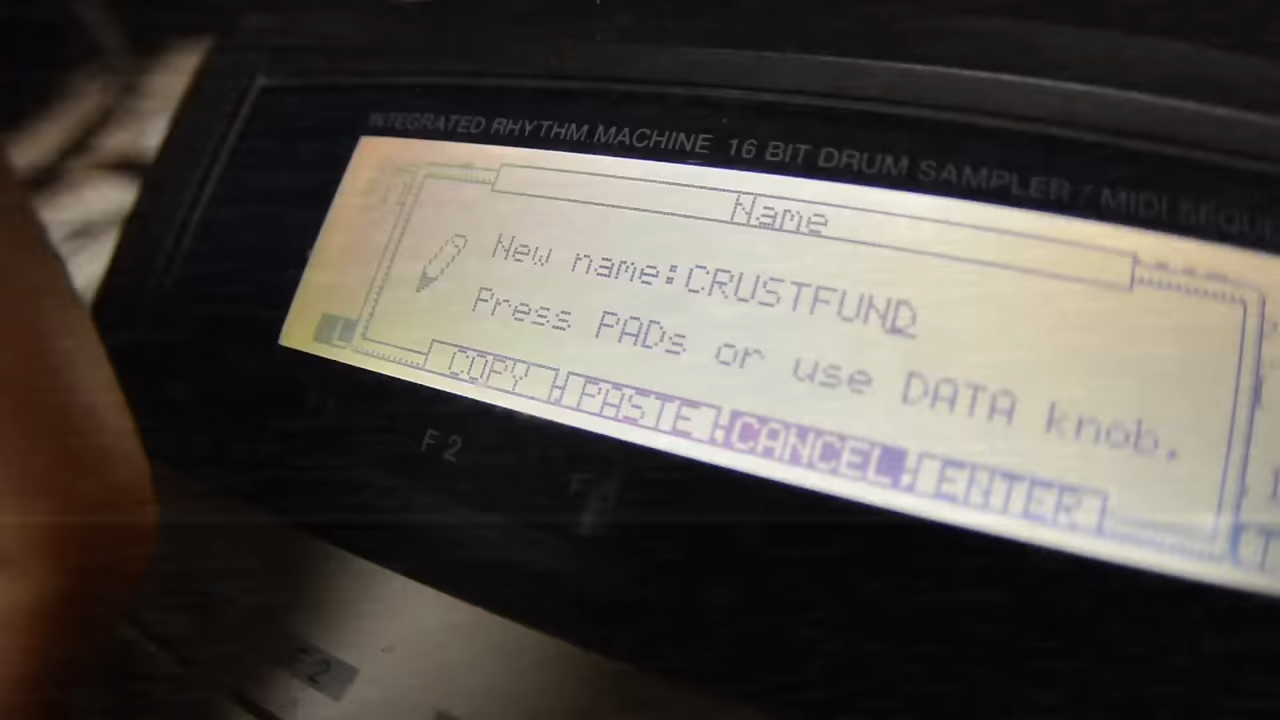 INTEGRATED RHYTHM MACHINE 16 BIT DRUM SAMPLER / MIDI
Name
New name:CRUSTFUND
Press PADs or use DATA knob.
COPY PASTE CANCEL ENTER
F2
F2